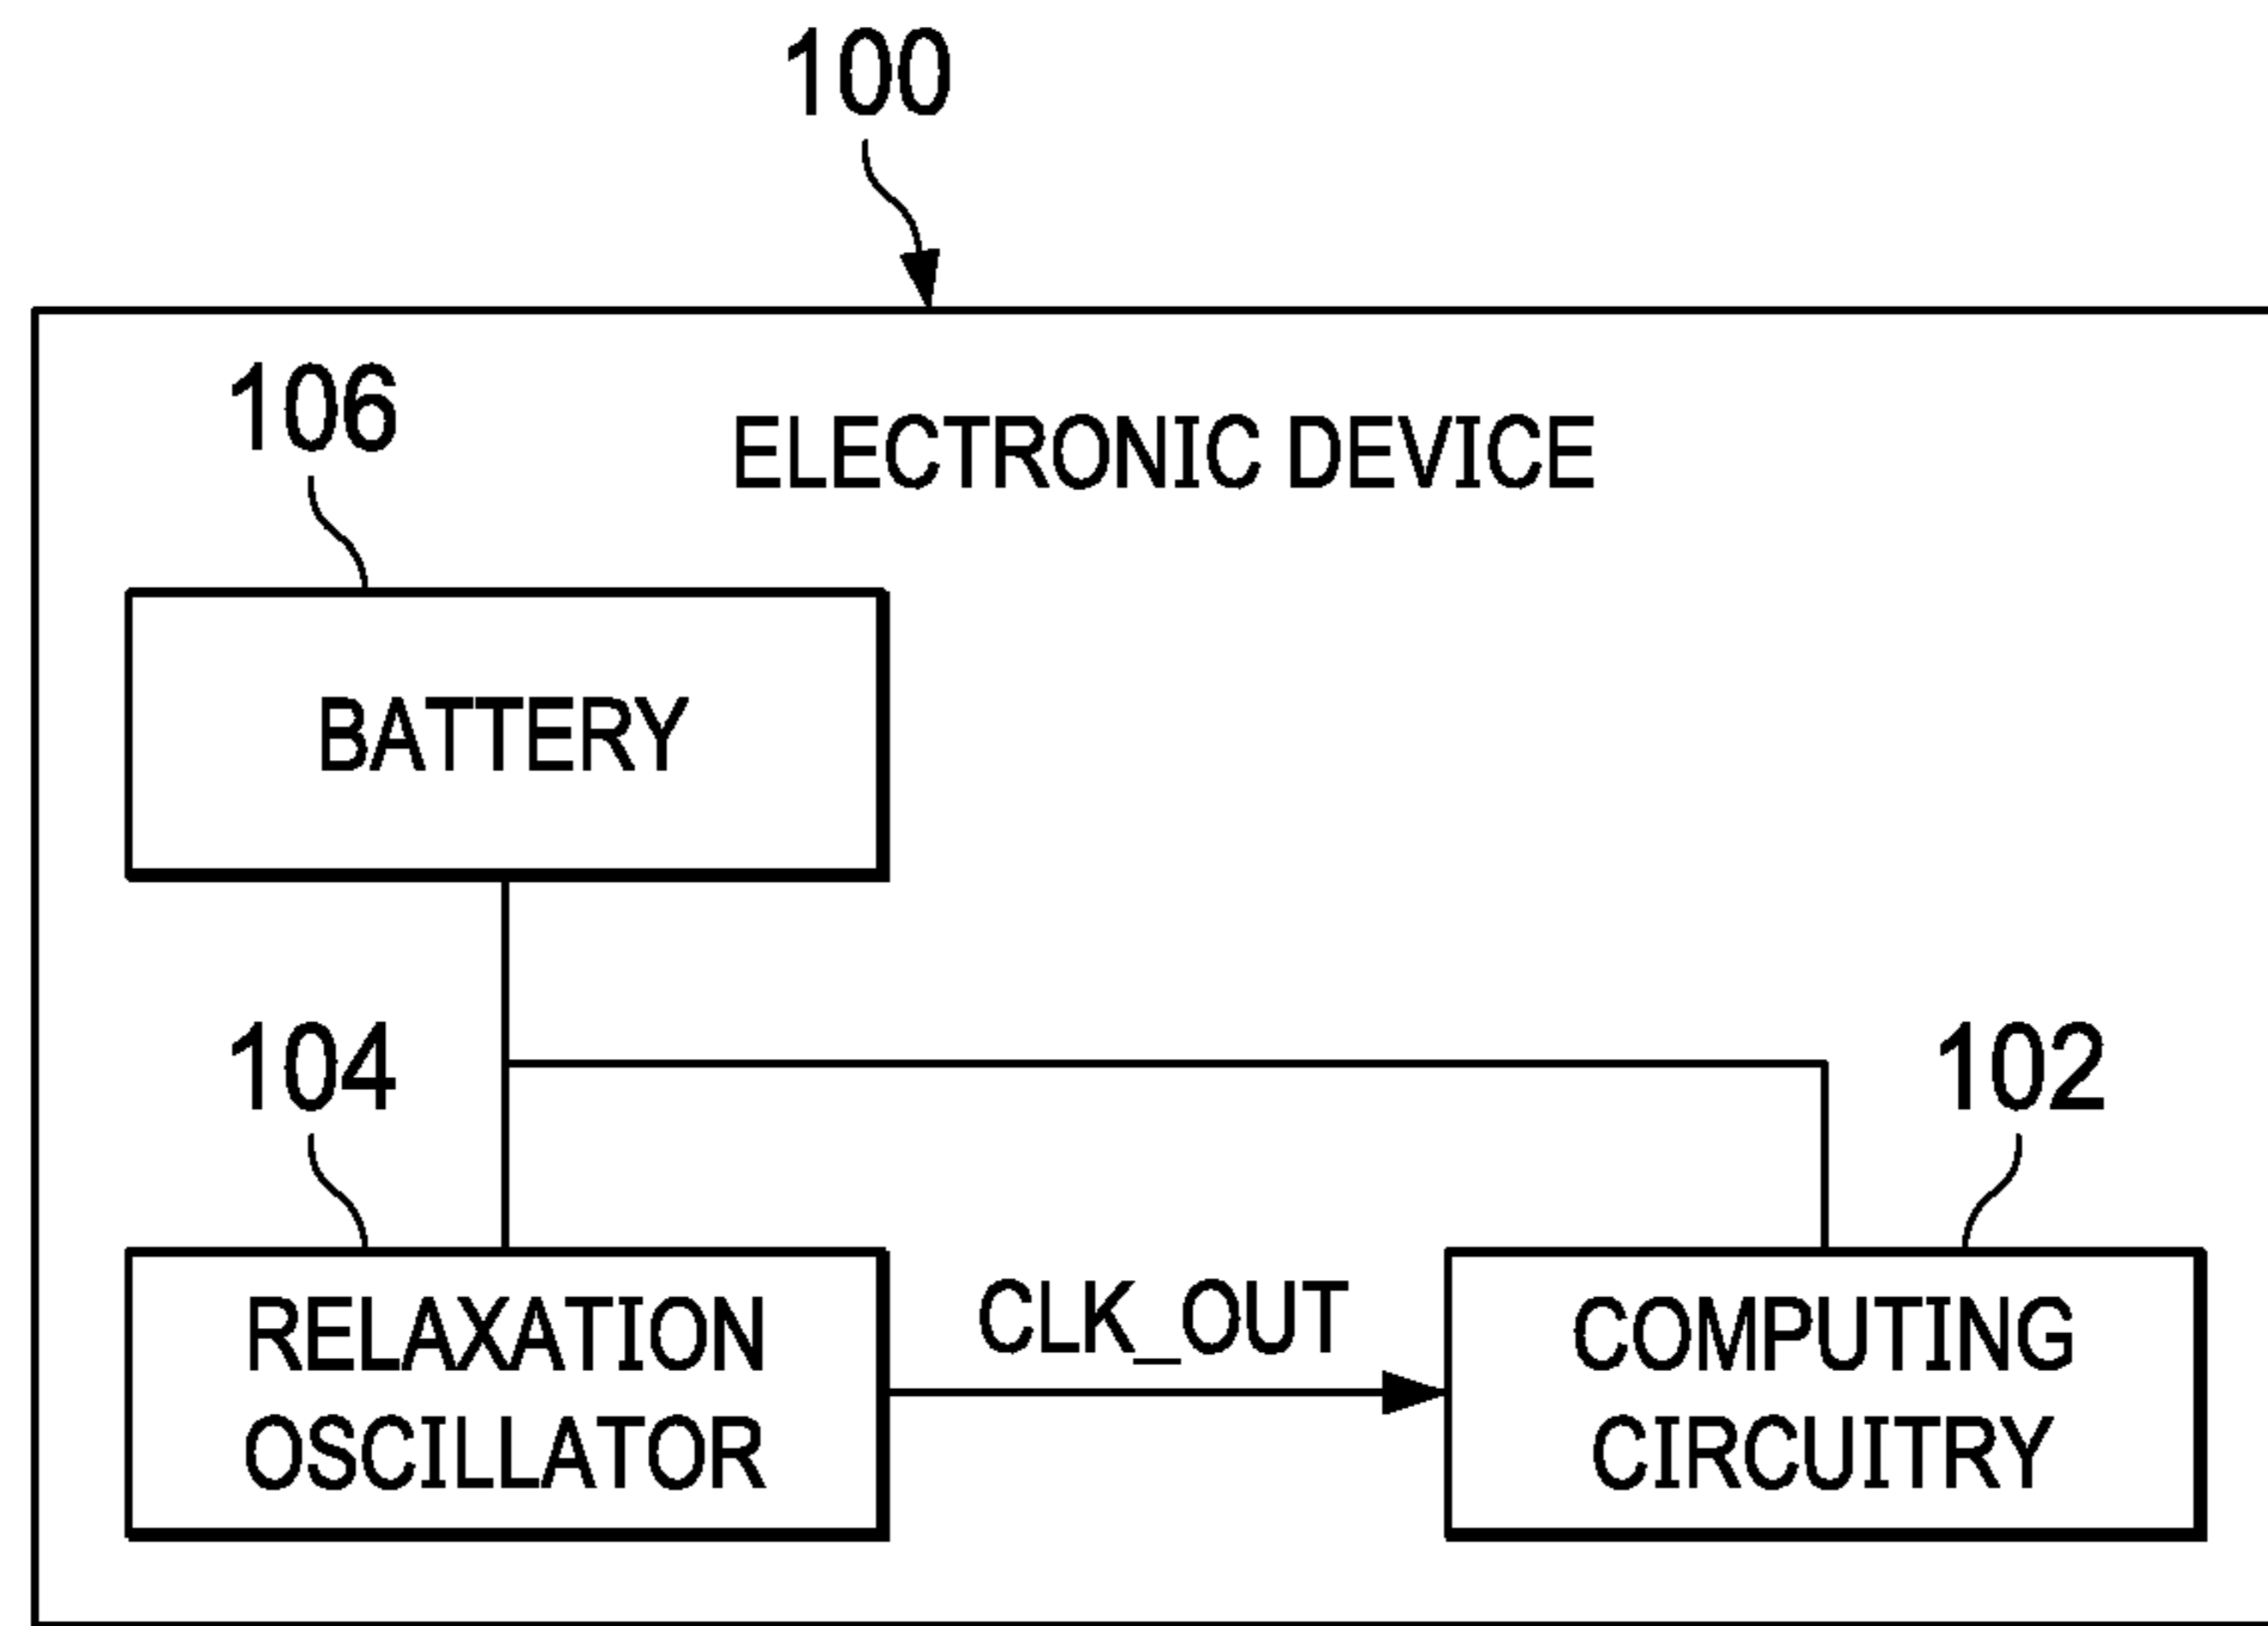 100
106
ELECTRONIC DEVICE
BATTERY
104
102
RELAXATION
OSCILLATOR
CLK_OUT
COMPUTING
CIRCUITRY